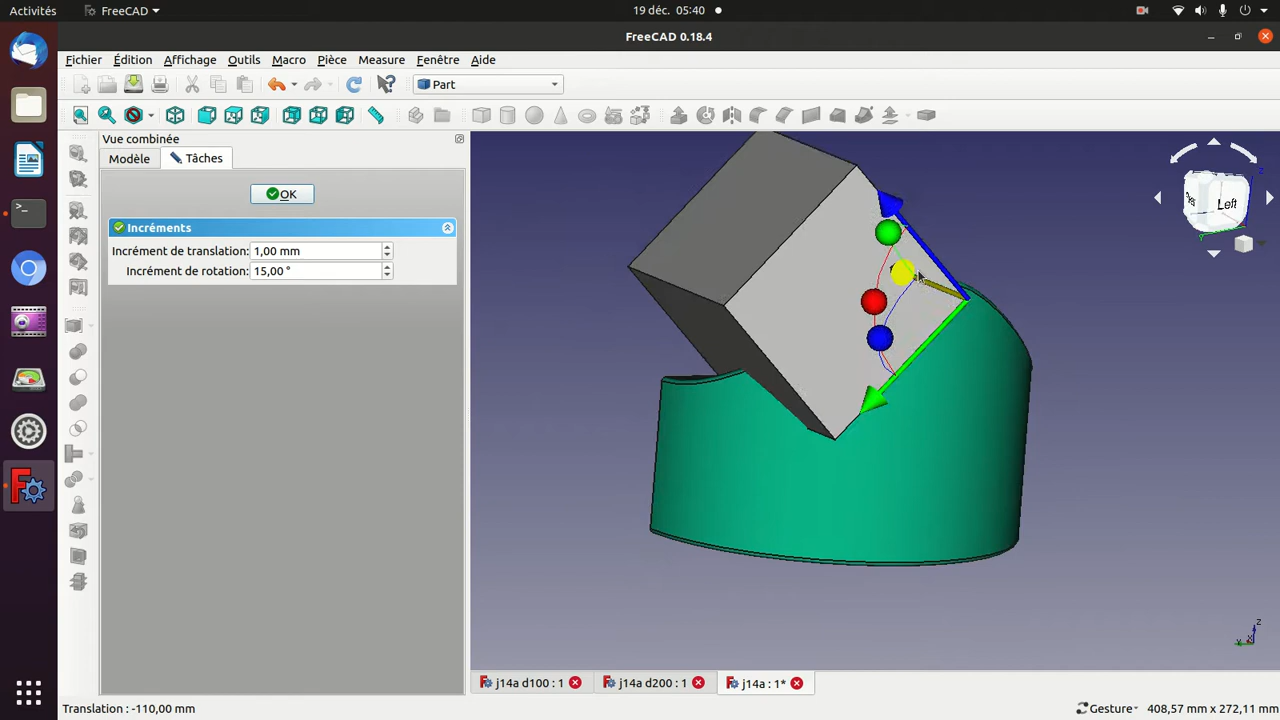 Activités
FreeCAD
19 déc. 05:40
FreeCAD 0.18.4
Fichier Édition Affichage Outils Macro Pièce Mesure Fenêtre Aide
Part
Vue combinée
Modèle Tâches
OK
Incréments
Incrément de translation: 1,00 mm
Incrément de rotation: 15,00 °
Left
Z
j14a d100 : 1
j14a d200 : 1
j14a : 1*
Translation : -110,00 mm
Gesture
408,57 mm x 272,11 mm